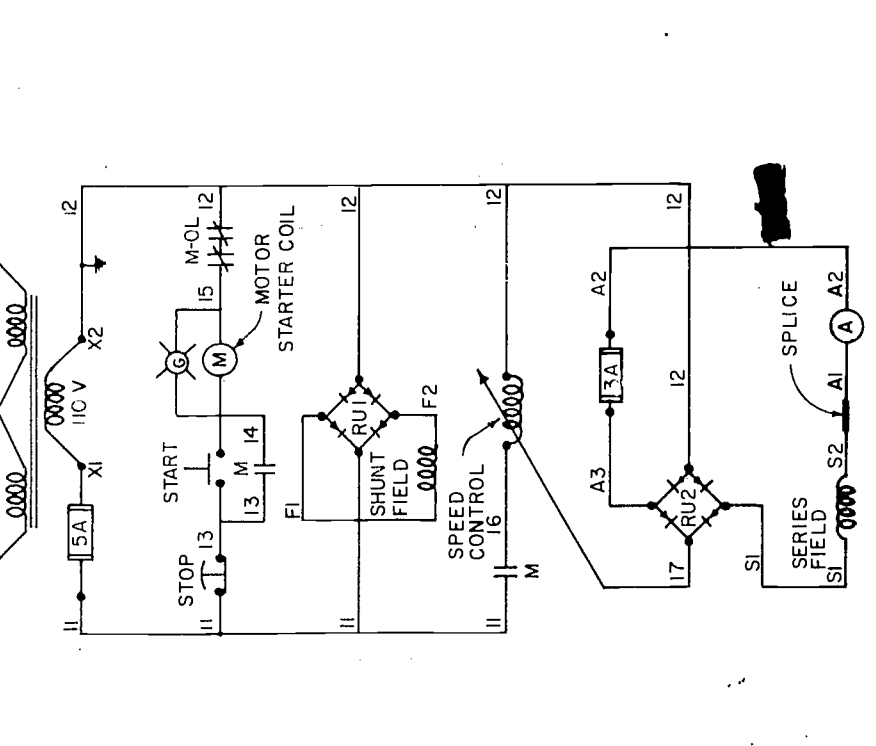 12
X2
110 V
X1
5A
11
12
M-OL
15
MOTOR
STARTER COIL
G
M
START
14
M
13
13
STOP
11
12
RU1
F2
F1
SHUNT
FIELD
11
12
SPEED
CONTROL
16
M
11
12
12
A2
3A
A3
RU2
17
S1
SPLICE
A2
A
A1
S2
SERIES
FIELD
S1